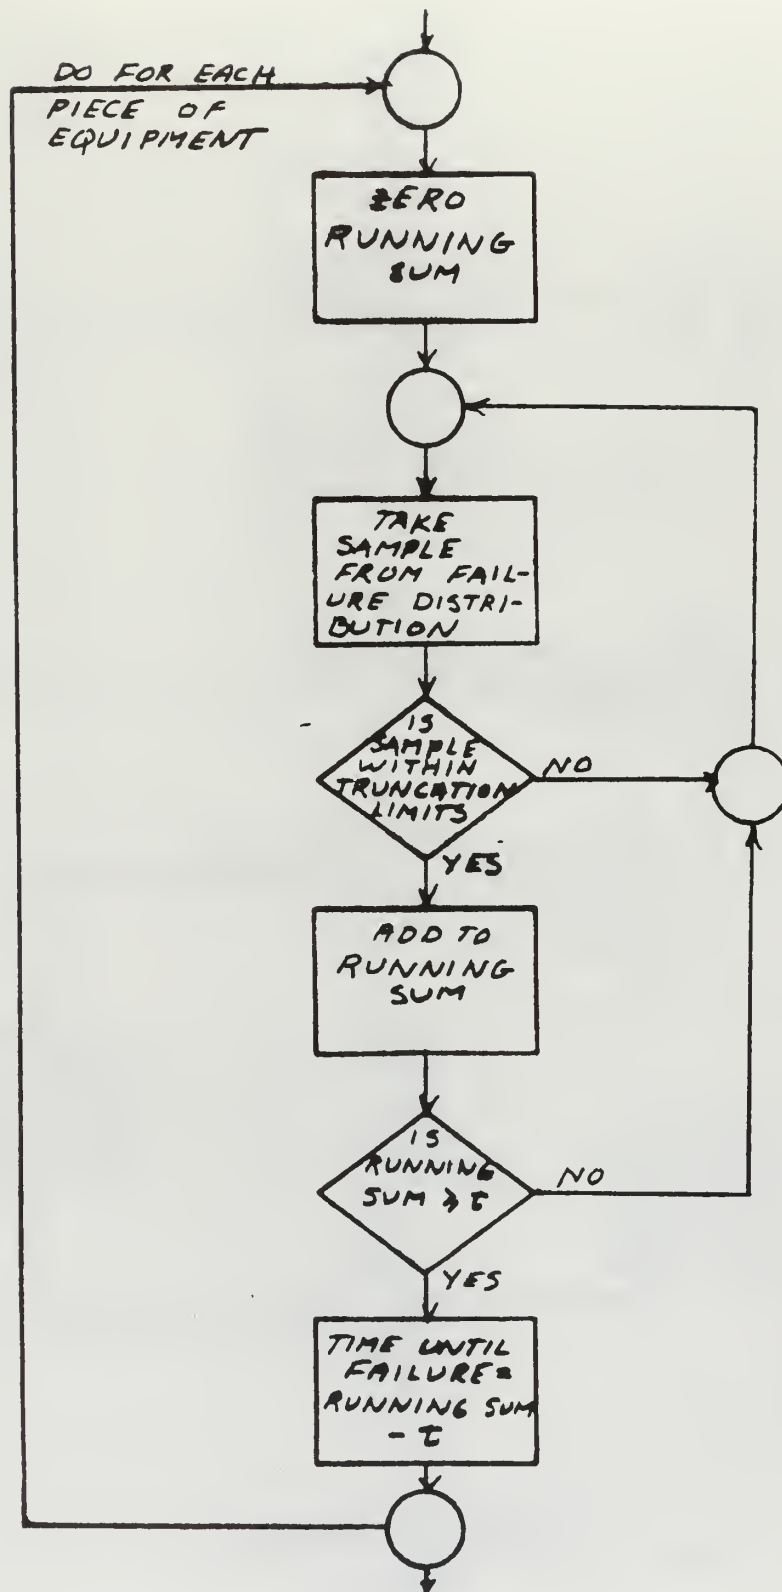 DO FOR EACH
PIECE OF
EQUIPMENT
ZERO
RUNNING
SUM
TAKE
SAMPLE
FROM FAIL-
URE DISTRI-
BUTION
IS
SAMPLE
WITHIN
TRUNCATION
LIMITS
NO
YES
ADD TO
RUNNING
SUM
IS
RUNNING
SUM ≥ τ
NO
YES
TIME UNTIL
FAILURE=
RUNNING SUM
- τ